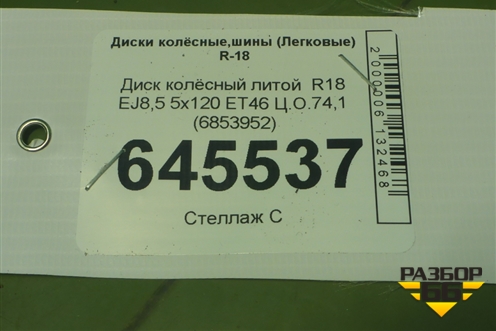 Диски колёсные,шины (Легковые)
R-18
Диск колёсный литой R18
EJ8,5 5x120 ET46 Ц.О.74,1
(6853952)
645537
Стеллаж С
2000006132468
РАЗБОР
66